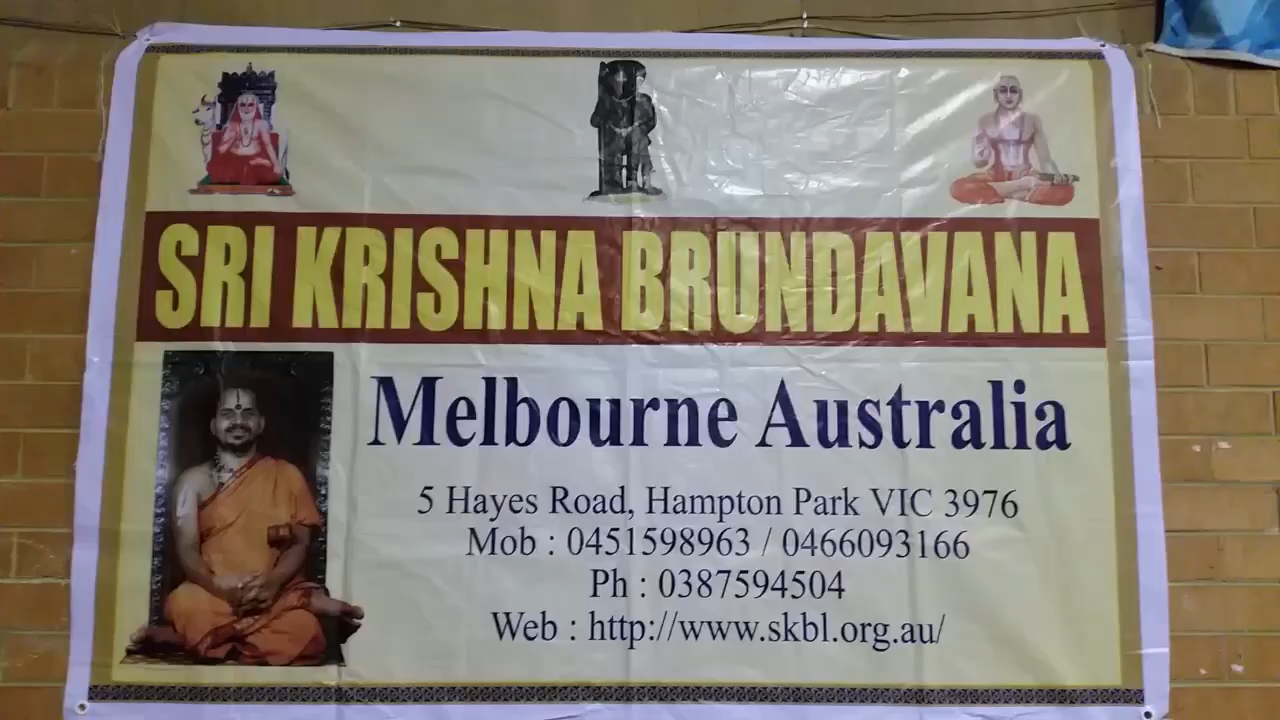 SRI KRISHNA BRUNDAVANA
Melbourne Australia
5 Hayes Road, Hampton Park VIC 3976
Mob : 0451598963 / 0466093166
Ph : 0387594504
Web : http://www.skbl.org.au/